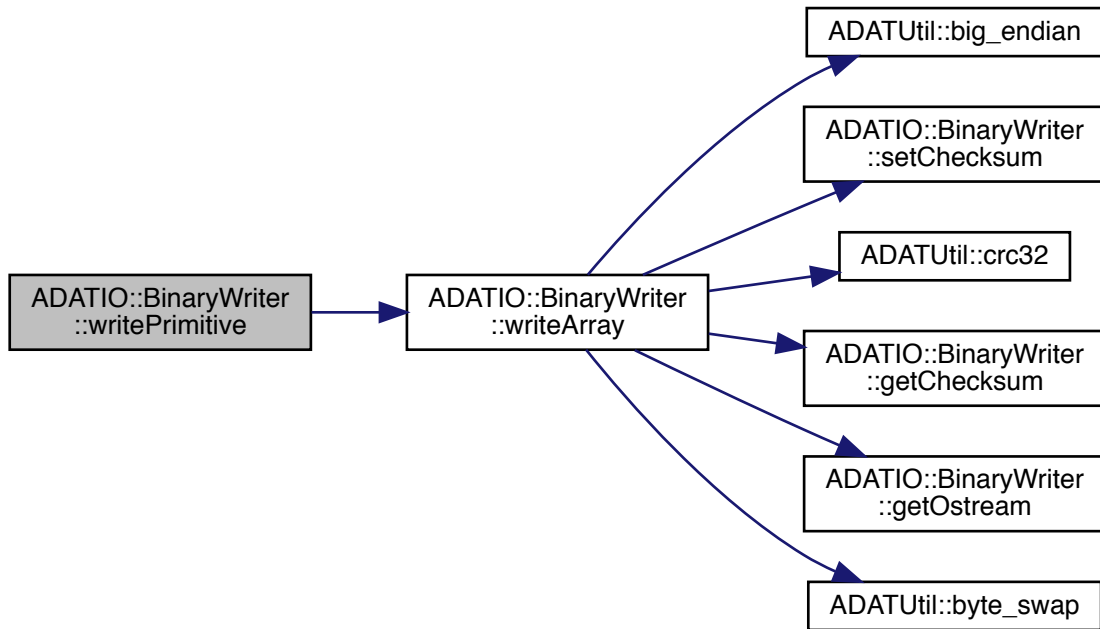 ADATIO::BinaryWriter
::writePrimitive
ADATIO::BinaryWriter
::writeArray
ADATUtil::big_endian
ADATIO::BinaryWriter
::setChecksum
ADATUtil::crc32
ADATIO::BinaryWriter
::getChecksum
ADATIO::BinaryWriter
::getOstream
ADATUtil::byte_swap